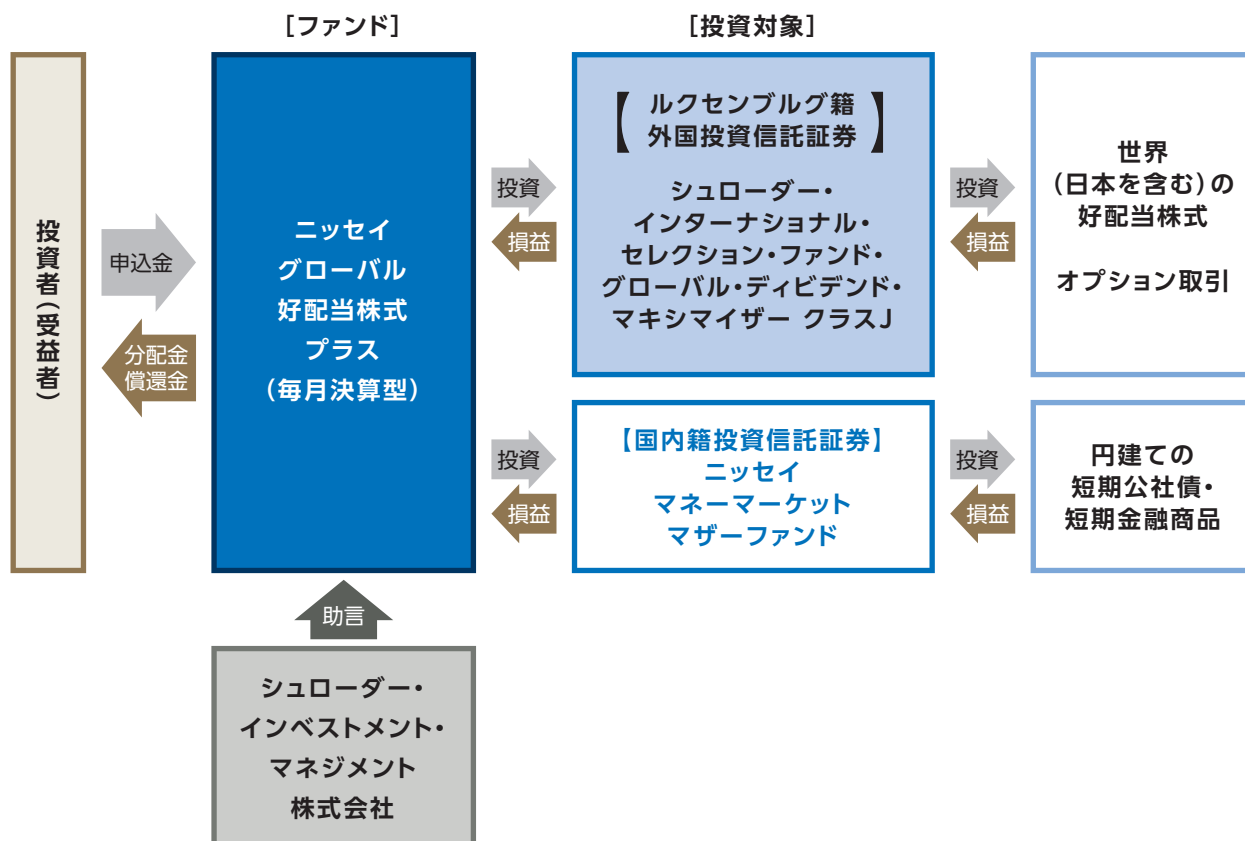 [ファンド]
[投資対象]
投資者(受益者)
申込金
分配金
償還金
ニッセイ
グローバル
好配当株式
プラス
(毎月決算型)
投資
損益
【ルクセンブルグ籍
外国投資信託証券】
シュローダー・
インターナショナル・
セレクション・ファンド・
グローバル・ディビデンド・
マキシマイザー クラスJ
投資
損益
世界
(日本を含む)の
好配当株式
オプション取引
投資
損益
【国内籍投資信託証券】
ニッセイ
マネーマーケット
マザーファンド
投資
損益
円建ての
短期公社債・
短期金融商品
助言
シュローダー・
インベストメント・
マネジメント
株式会社